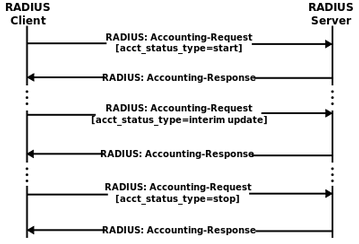 RADIUS Client
RADIUS Server
RADIUS: Accounting-Request
[acct_status_type=start]
RADIUS: Accounting-Response
RADIUS: Accounting-Request
[acct_status_type=interim update]
RADIUS: Accounting-Response
RADIUS: Accounting-Request
[acct_status_type=stop]
RADIUS: Accounting-Response